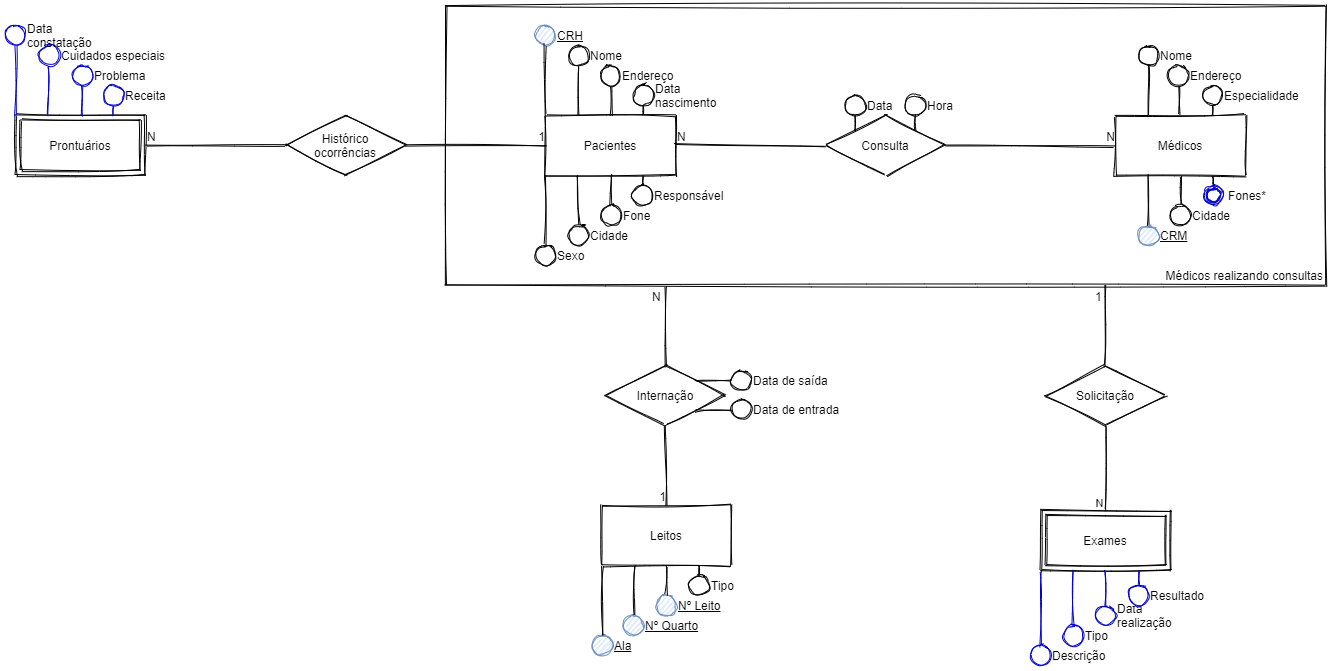 Data
constatação
Cuidados especiais
Problema
Receita
Prontuários
N
Histórico
ocorrências
1
CRH
Nome
Endereço
Data
nascimento
Pacientes
N
Responsável
Fone
Cidade
Sexo
Data
Hora
Consulta
N
Nome
Endereço
Especialidade
Médicos
Fones*
Cidade
CRM
Médicos realizando consultas
N
Internação
Data de saída
Data de entrada
1
Leitos
Tipo
Nº Leito
Nº Quarto
Ala
1
Solicitação
N
Exames
Resultado
Data
realização
Tipo
Descrição